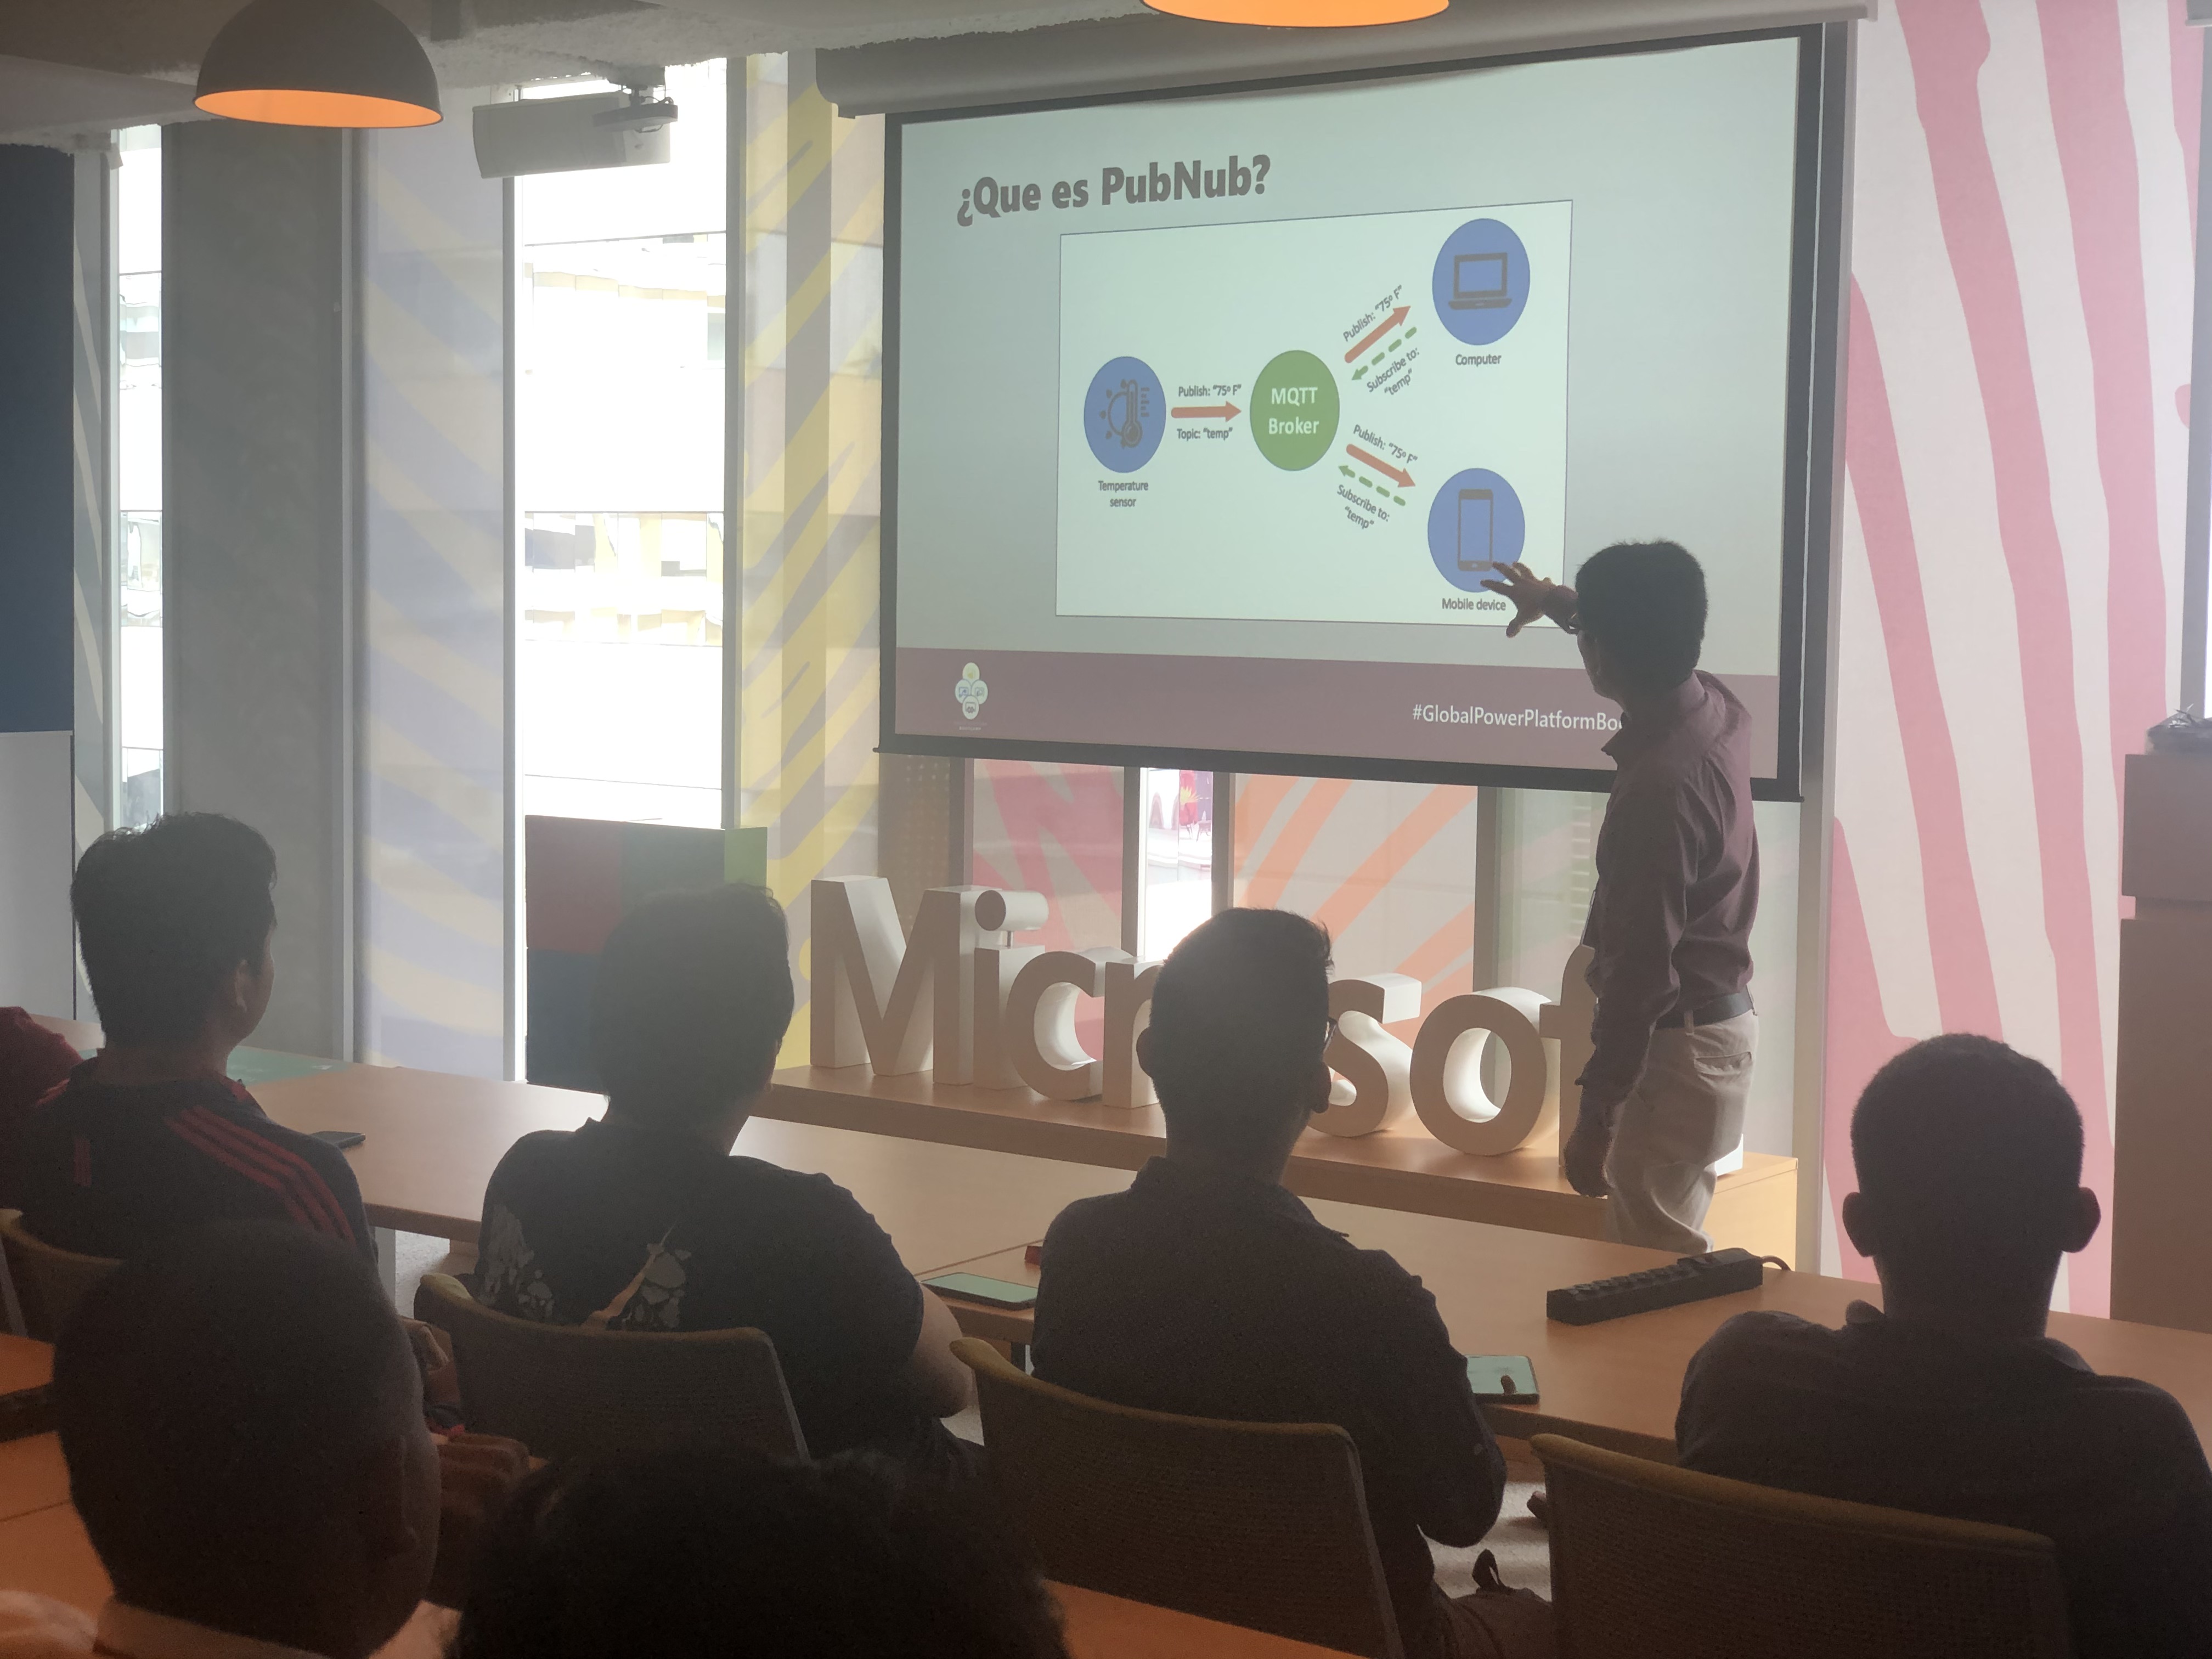 ¿Que es PubNub?
Publish: "75º F"
Subscribe to:
"temp"
Computer
Publish: "75º F"
Topic: "temp"
MQTT
Broker
Temperature
sensor
Publish: "75º F"
Subscribe to:
"temp"
Mobile device
#GlobalPowerPlatformBo
Microsof